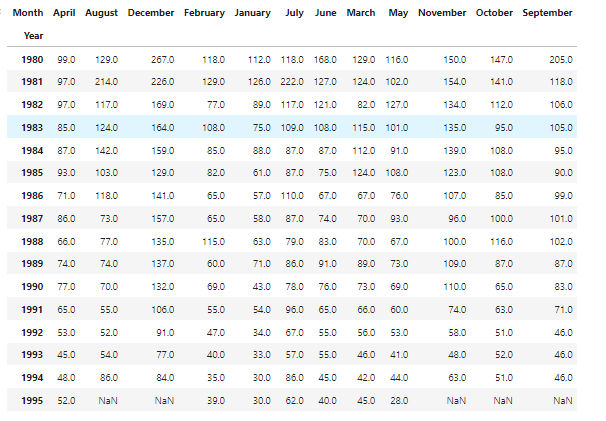 Month April August December February January July June March May November October September
Year
1980 99.0 129.0 267.0 118.0 112.0 118.0 168.0 129.0 116.0 150.0 147.0 205.0
1981 97.0 214.0 226.0 129.0 126.0 222.0 127.0 124.0 102.0 154.0 141.0 118.0
1982 97.0 117.0 169.0 77.0 89.0 117.0 121.0 82.0 127.0 134.0 112.0 106.0
1983 85.0 124.0 164.0 108.0 75.0 109.0 108.0 115.0 101.0 135.0 95.0 105.0
1984 87.0 142.0 159.0 85.0 88.0 87.0 87.0 112.0 91.0 139.0 108.0 95.0
1985 93.0 103.0 129.0 82.0 61.0 87.0 75.0 124.0 108.0 123.0 108.0 90.0
1986 71.0 118.0 141.0 65.0 57.0 110.0 67.0 67.0 76.0 107.0 85.0 99.0
1987 86.0 73.0 157.0 65.0 58.0 87.0 74.0 70.0 93.0 96.0 100.0 101.0
1988 66.0 77.0 135.0 115.0 63.0 79.0 83.0 70.0 67.0 100.0 116.0 102.0
1989 74.0 74.0 137.0 60.0 71.0 86.0 91.0 89.0 73.0 109.0 87.0 87.0
1990 77.0 70.0 132.0 69.0 43.0 78.0 76.0 73.0 69.0 110.0 65.0 83.0
1991 65.0 55.0 106.0 55.0 54.0 96.0 65.0 66.0 60.0 74.0 63.0 71.0
1992 53.0 52.0 91.0 47.0 34.0 67.0 55.0 56.0 53.0 58.0 51.0 46.0
1993 45.0 54.0 77.0 40.0 33.0 57.0 55.0 46.0 41.0 48.0 52.0 46.0
1994 48.0 86.0 84.0 35.0 30.0 86.0 45.0 42.0 44.0 63.0 51.0 46.0
1995 52.0 NaN NaN 39.0 30.0 62.0 40.0 45.0 28.0 NaN NaN NaN